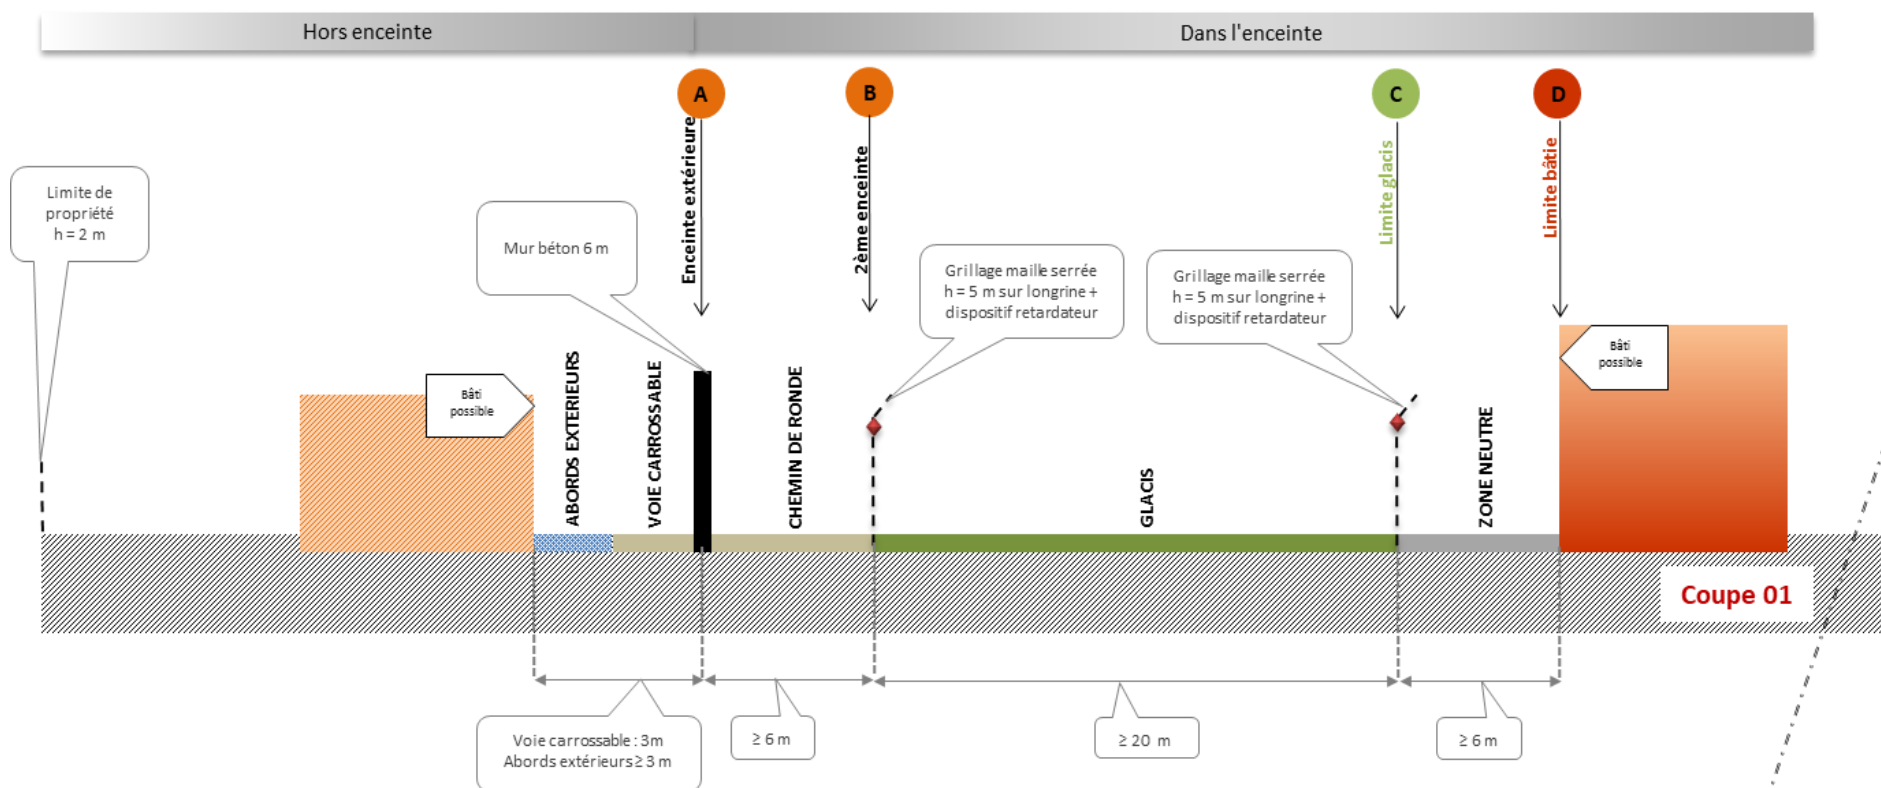 Hors enceinte
Dans l'enceinte
A
B
C
D
Enceinte extérieure
2ème enceinte
Limite glacis
Limite bâtie
Limite de
propriété
h = 2 m
Mur béton 6 m
Grillage maille serrée
h = 5 m sur longrine +
dispositif retardateur
Grillage maille serrée
h = 5 m sur longrine +
dispositif retardateur
Bâti
possible
Bâti
possible
ABORDS EXTERIEURS
VOIE CARROSSABLE
CHEMIN DE RONDE
GLACIS
ZONE NEUTRE
Coupe 01
Voie carrossable : 3m
Abords extérieurs ≥ 3 m
≥ 6 m
≥ 20 m
≥ 6 m